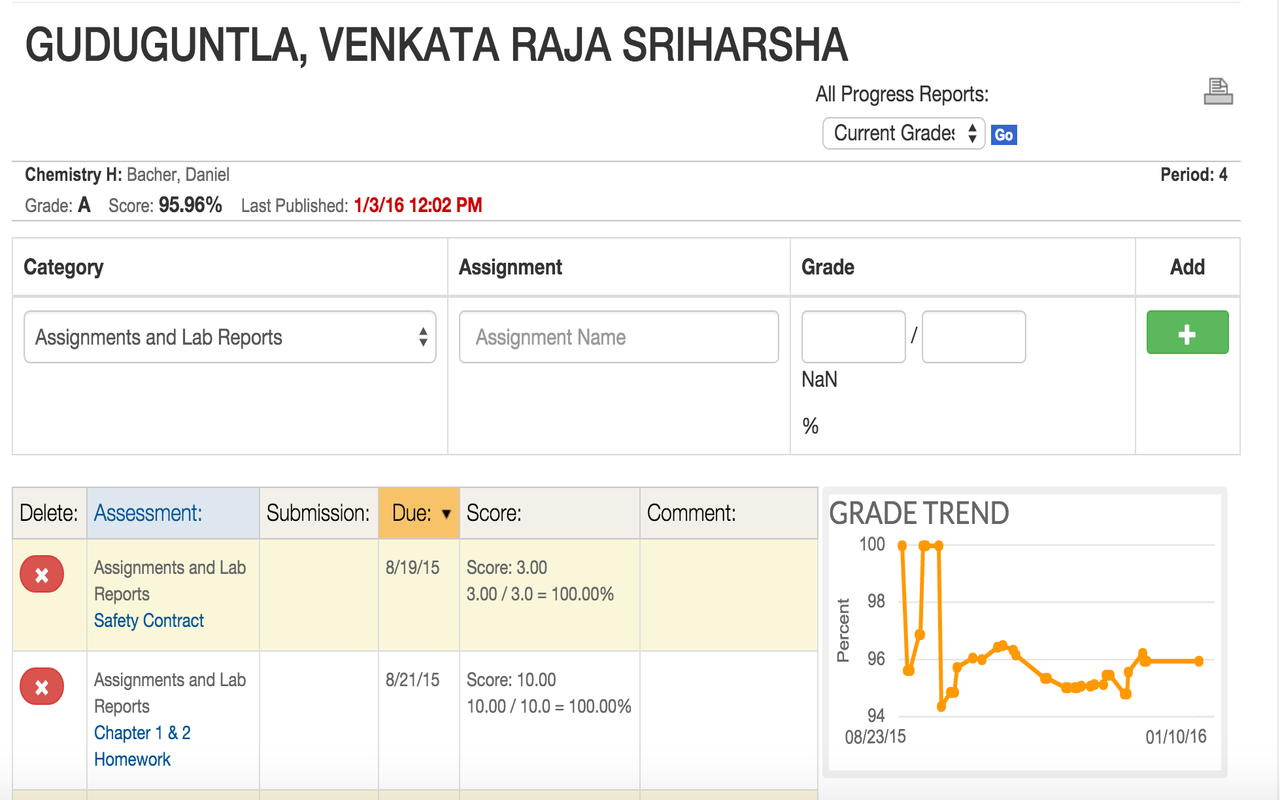 GUDUGUNTLA, VENKATA RAJA SRIHARSHA
All Progress Reports:
Current Grades Go
Chemistry H: Bacher, Daniel Period: 4
Grade: A Score: 95.96% Last Published: 1/3/16 12:02 PM
Category Assignment Grade Add
Assignments and Lab Reports Assignment Name /
NaN
%
Delete: Assessment: Submission: Due: Score: Comment:
Assignments and Lab Reports
Safety Contract
8/19/15
Score: 3.00
3.00 / 3.0 = 100.00%
Assignments and Lab Reports
Chapter 1 & 2
Homework
8/21/15
Score: 10.00
10.00 / 10.0 = 100.00%
GRADE TREND
Percent
100
98
96
94
08/23/15 01/10/16